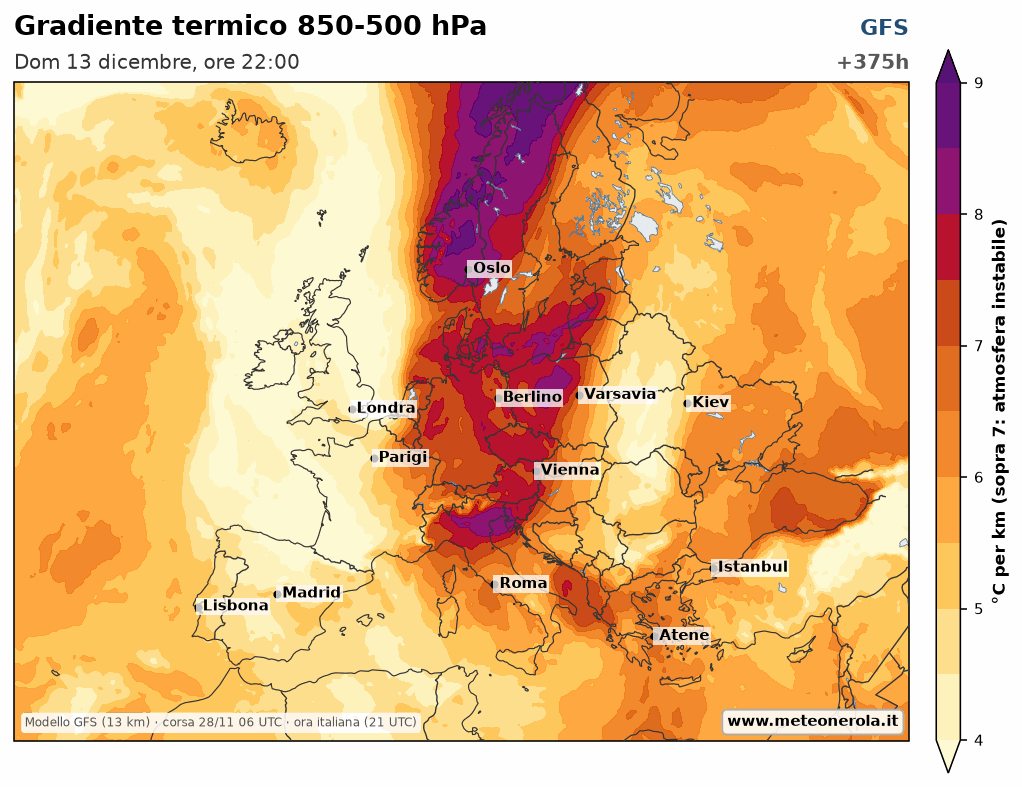 Gradiente termico 850-500 hPa
GFS
Dom 13 dicembre, ore 22:00
+375h
Oslo
Berlino
Varsavia
Kiev
Londra
Parigi
Vienna
Istanbul
Roma
Madrid
Lisbona
Atene
Modello GFS (13 km) · corsa 28/11 06 UTC · ora italiana (21 UTC)
www.meteonerola.it
9
8
7
6
5
4
°C per km (sopra 7: atmosfera instabile)